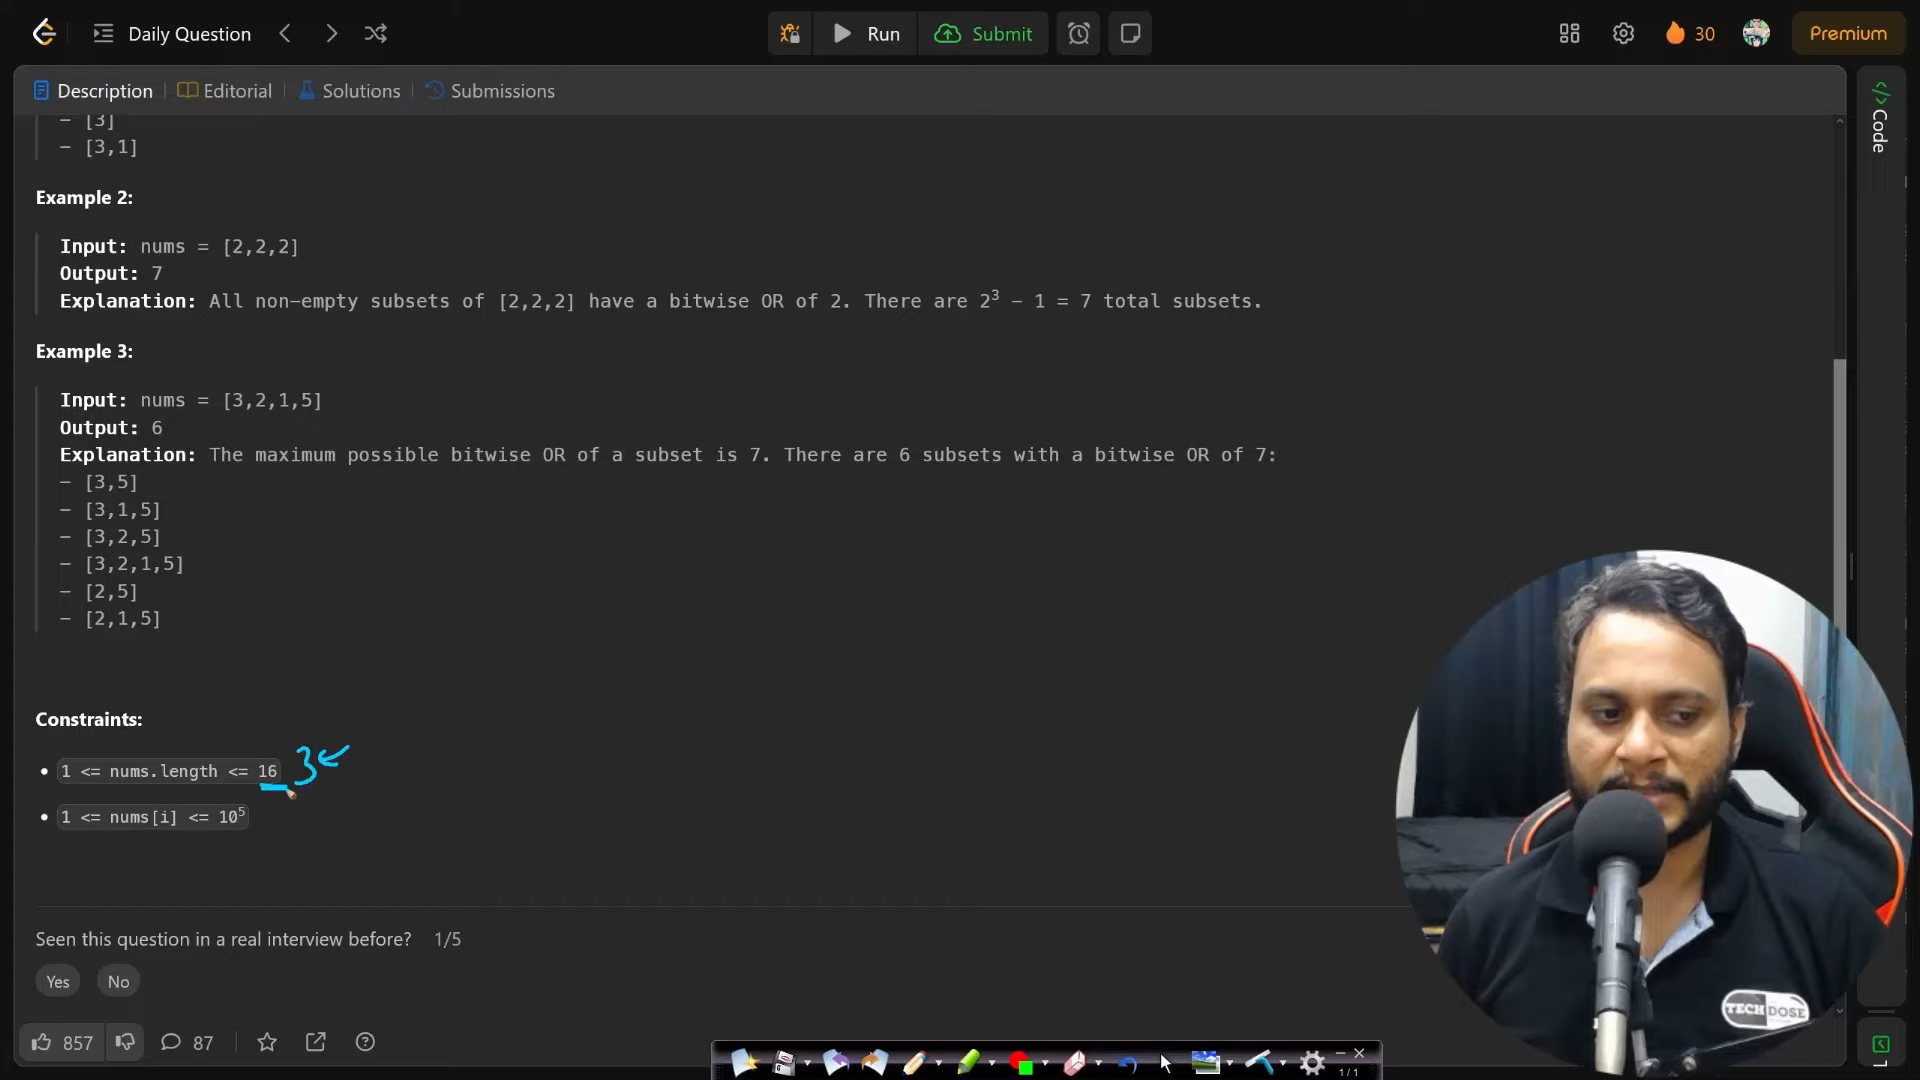 Daily Question Run Submit 30 Premium
Description Editorial Solutions Submissions
</> Code
– [3]
– [3,1]
Example 2:
Input: nums = [2,2,2]
Output: 7
Explanation: All non-empty subsets of [2,2,2] have a bitwise OR of 2. There are 2³ − 1 = 7 total subsets.
Example 3:
Input: nums = [3,2,1,5]
Output: 6
Explanation: The maximum possible bitwise OR of a subset is 7. There are 6 subsets with a bitwise OR of 7:
– [3,5]
– [3,1,5]
– [3,2,5]
– [3,2,1,5]
– [2,5]
– [2,1,5]
Constraints:
• 1 <= nums.length <= 16 3
• 1 <= nums[i] <= 10⁵
Seen this question in a real interview before? 1/5
Yes No
857 87
TECH DOSE
1/1